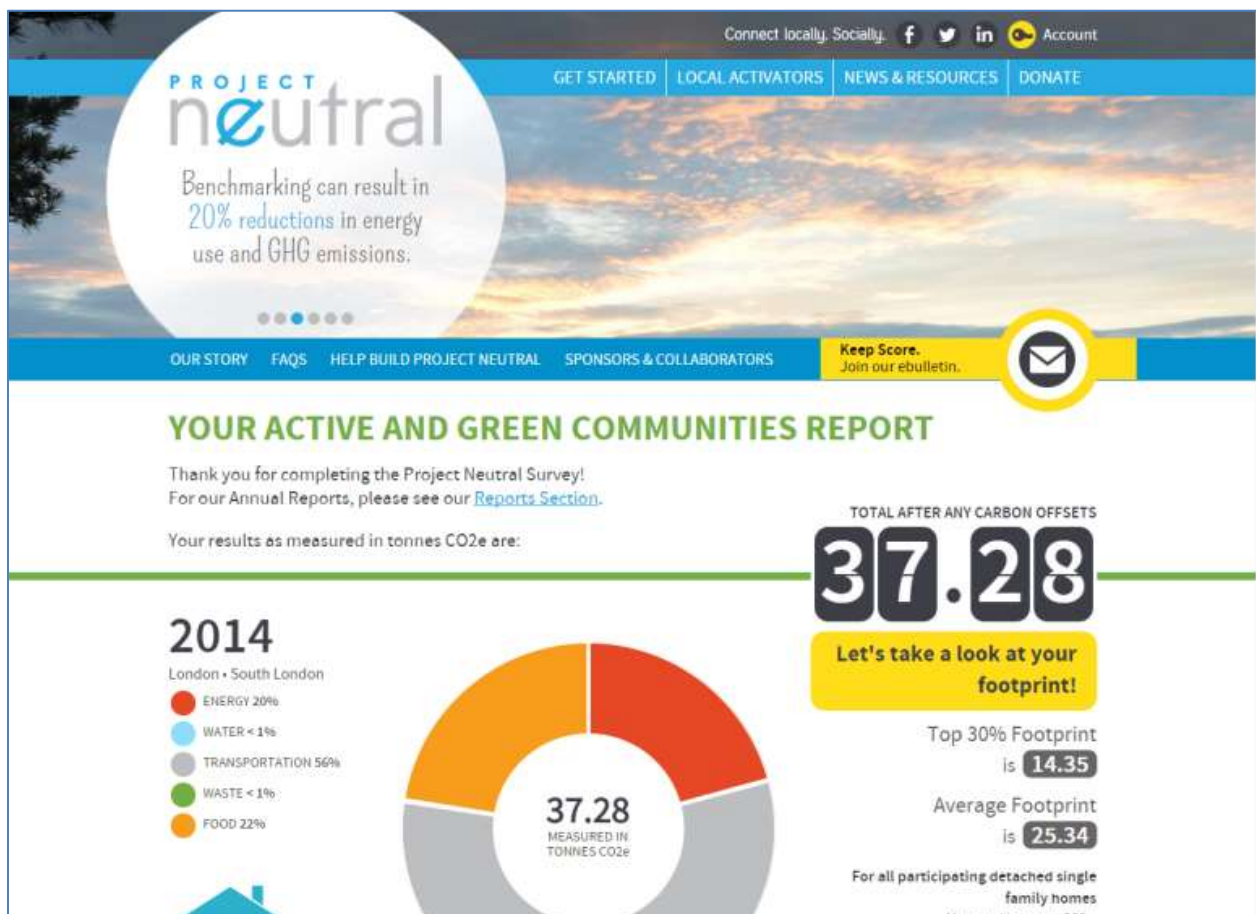 Connect locally. Socially.
Account
GET STARTED
LOCAL ACTIVATORS
NEWS & RESOURCES
DONATE
PROJECT
neutral
Benchmarking can result in
20% reductions in energy
use and GHG emissions.
OUR STORY
FAQS
HELP BUILD PROJECT NEUTRAL
SPONSORS & COLLABORATORS
Keep Score.
Join our ebulletin.
YOUR ACTIVE AND GREEN COMMUNITIES REPORT
Thank you for completing the Project Neutral Survey!
For our Annual Reports, please see our Reports Section.
Your results as measured in tonnes CO2e are:
TOTAL AFTER ANY CARBON OFFSETS
37.28
2014
London • South London
ENERGY 20%
WATER < 1%
TRANSPORTATION 56%
WASTE < 1%
FOOD 22%
37.28
MEASURED IN
TONNES CO2e
Let's take a look at your
footprint!
Top 30% Footprint
is 14.35
Average Footprint
is 25.34
For all participating detached single
family homes